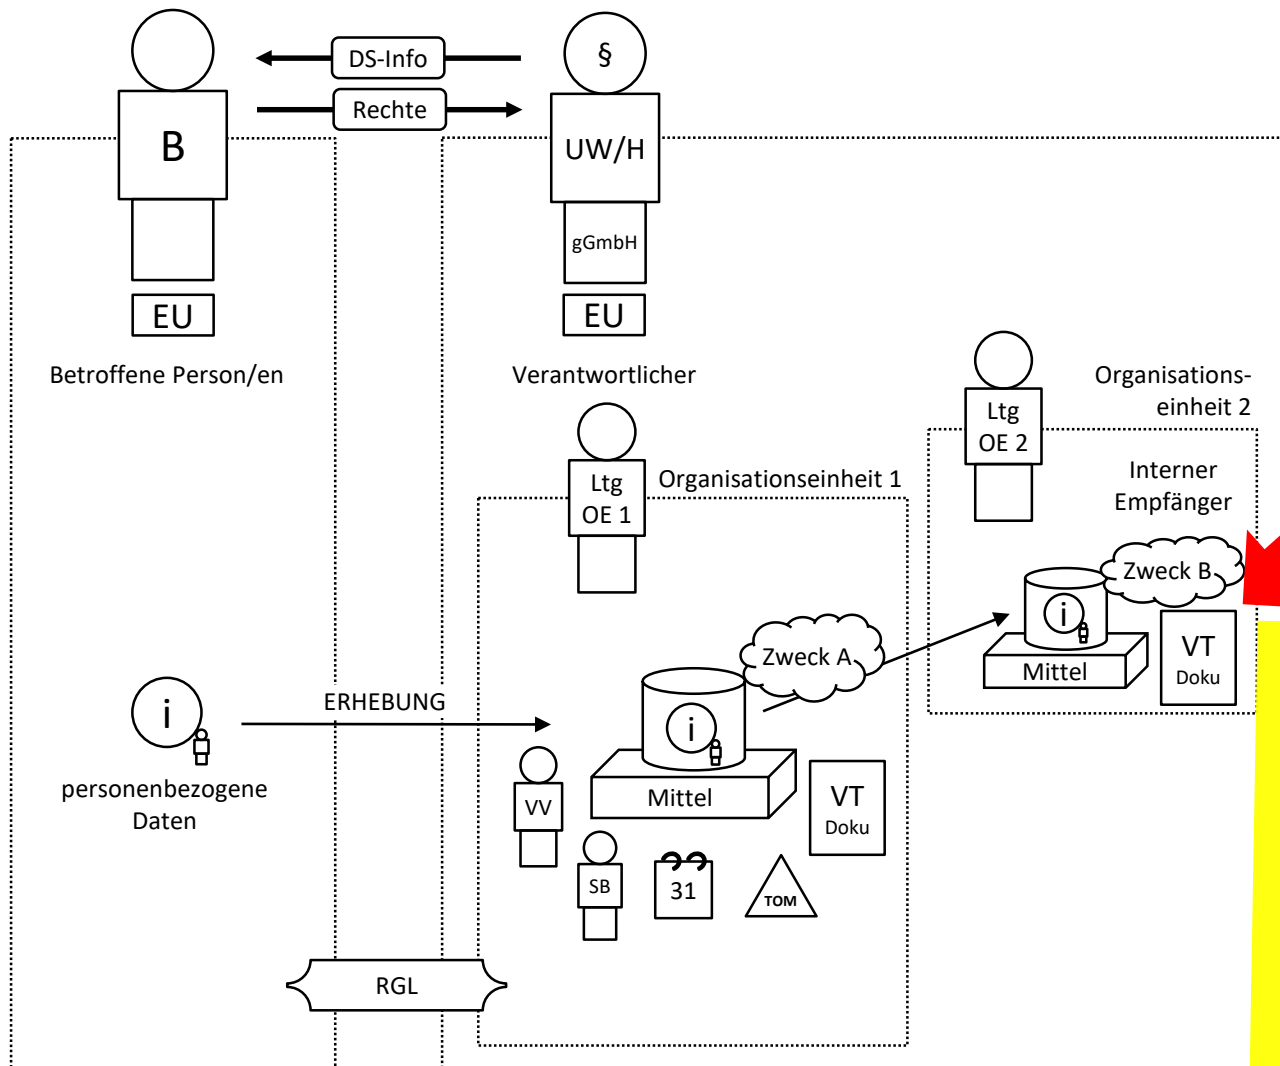 DS-Info
§
Rechte
B
UW/H
gGmbH
EU
EU
Betroffene Person/en
Verantwortlicher
Organisations-
einheit 2
Ltg
OE 2
Interner
Empfänger
Ltg
OE 1
Organisationseinheit 1
Zweck B
i
VT
Doku
Mittel
Zweck A
i
ERHEBUNG
i
personenbezogene
Daten
Mittel
VV
VT
Doku
SB
31
TOM
RGL